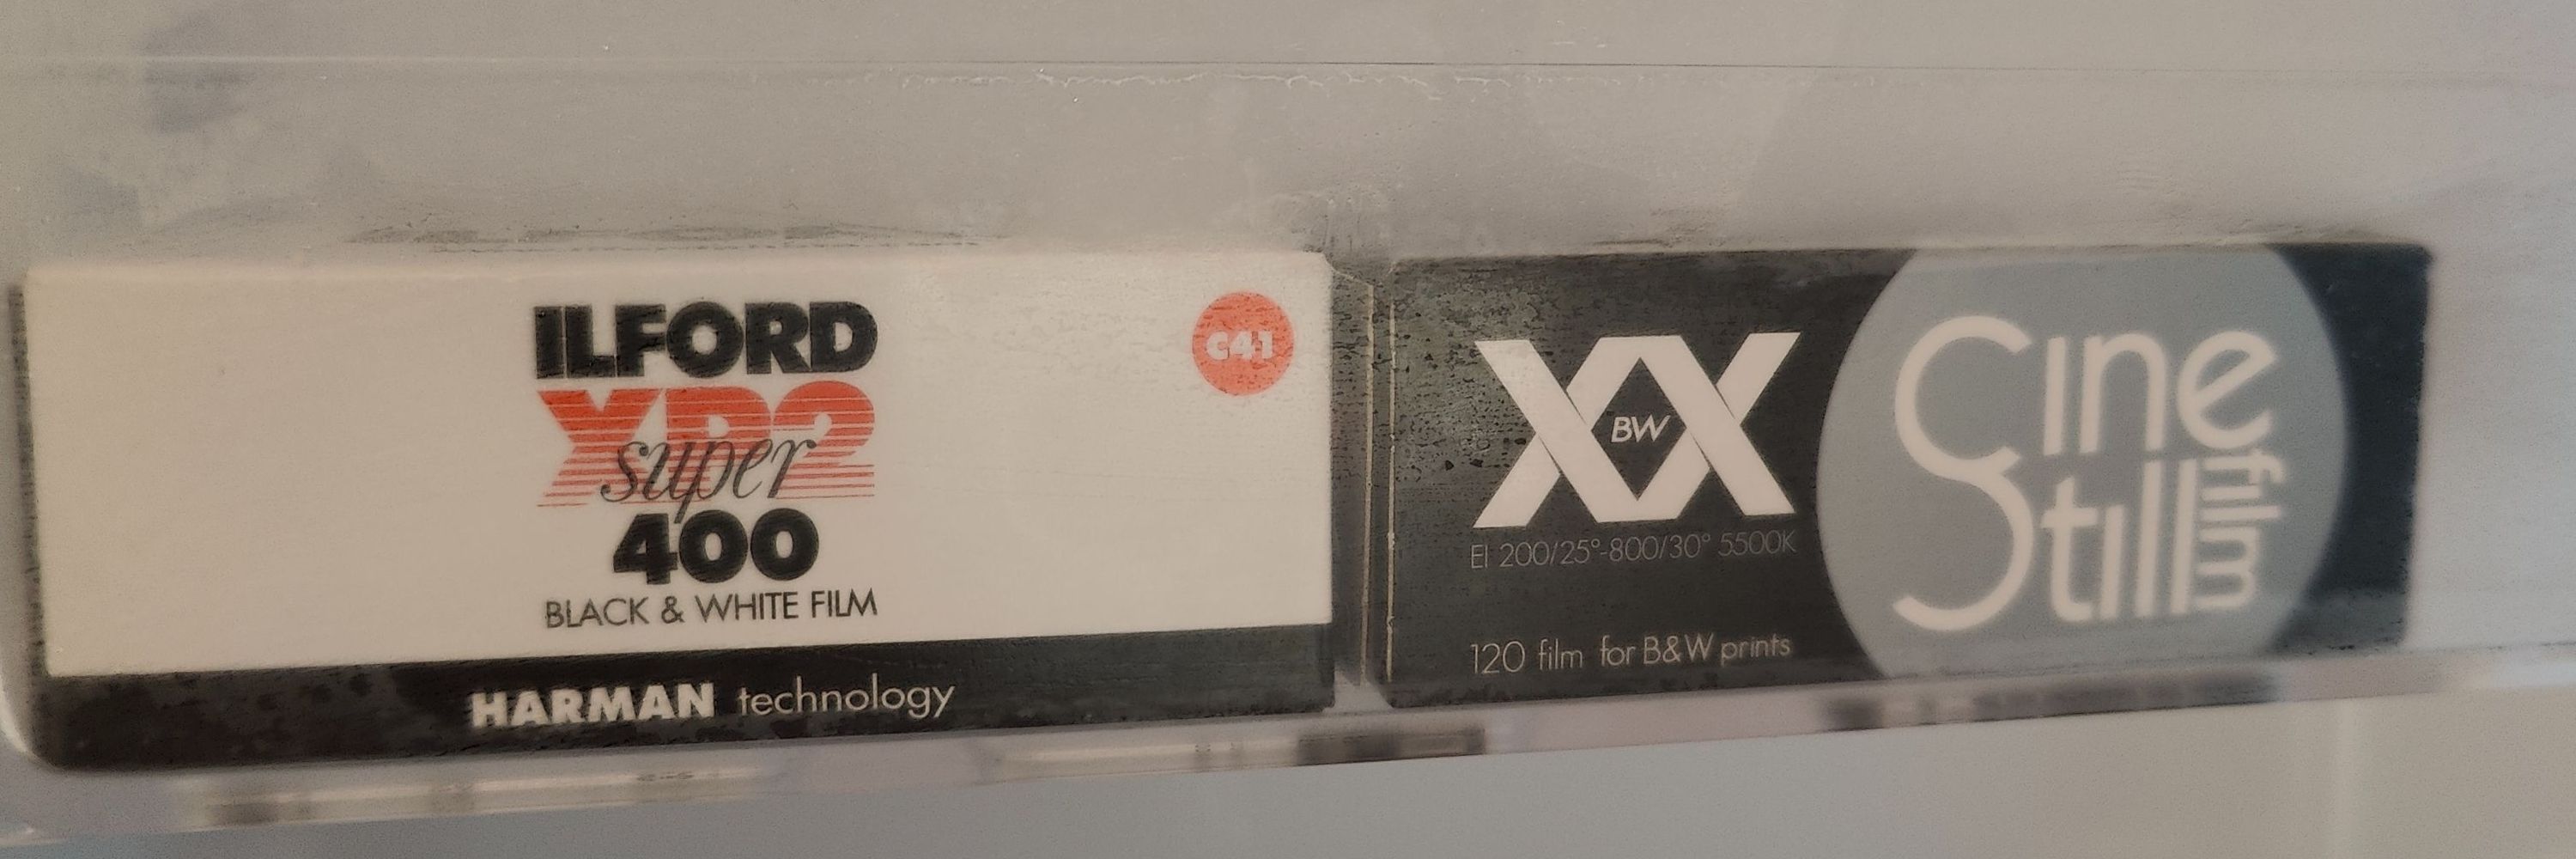 ILFORD
XP2
super
400
BLACK & WHITE FILM
HARMAN technology
C41
XX
BW
EI 200/25°-800/30° 5500K
120 film for B&W prints
Cine
Still
film